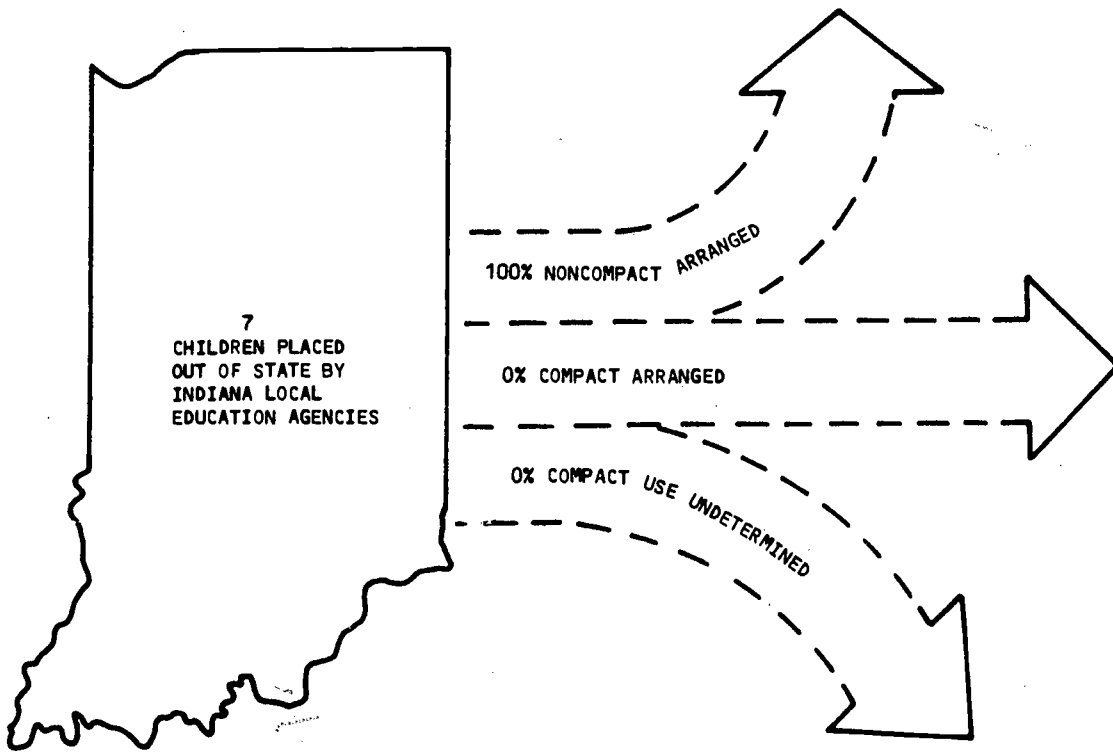 7
CHILDREN PLACED
OUT OF STATE BY
INDIANA LOCAL
EDUCATION AGENCIES
100% NONCOMPACT ARRANGED
0% COMPACT ARRANGED
0% COMPACT USE UNDETERMINED